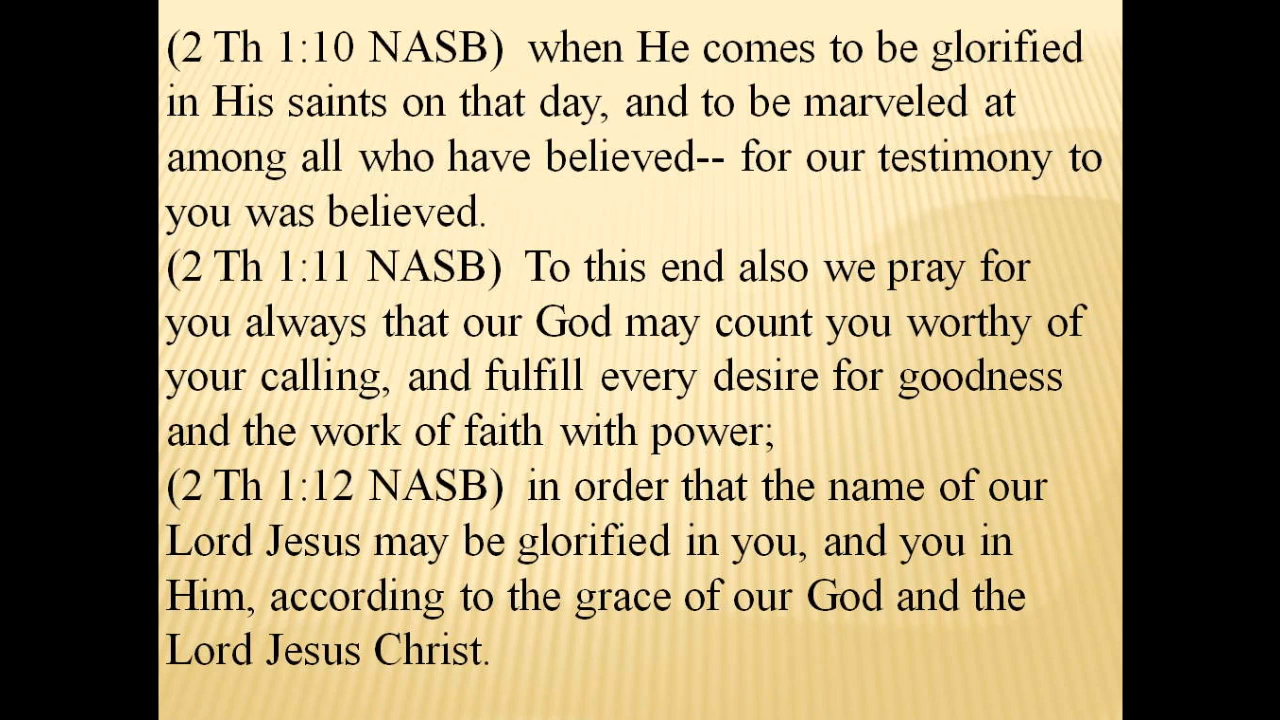 (2 Th 1:10 NASB)  when He comes to be glorified
in His saints on that day, and to be marveled at
among all who have believed-- for our testimony to
you was believed.
(2 Th 1:11 NASB)  To this end also we pray for
you always that our God may count you worthy of
your calling, and fulfill every desire for goodness
and the work of faith with power;
(2 Th 1:12 NASB)  in order that the name of our
Lord Jesus may be glorified in you, and you in
Him, according to the grace of our God and the
Lord Jesus Christ.